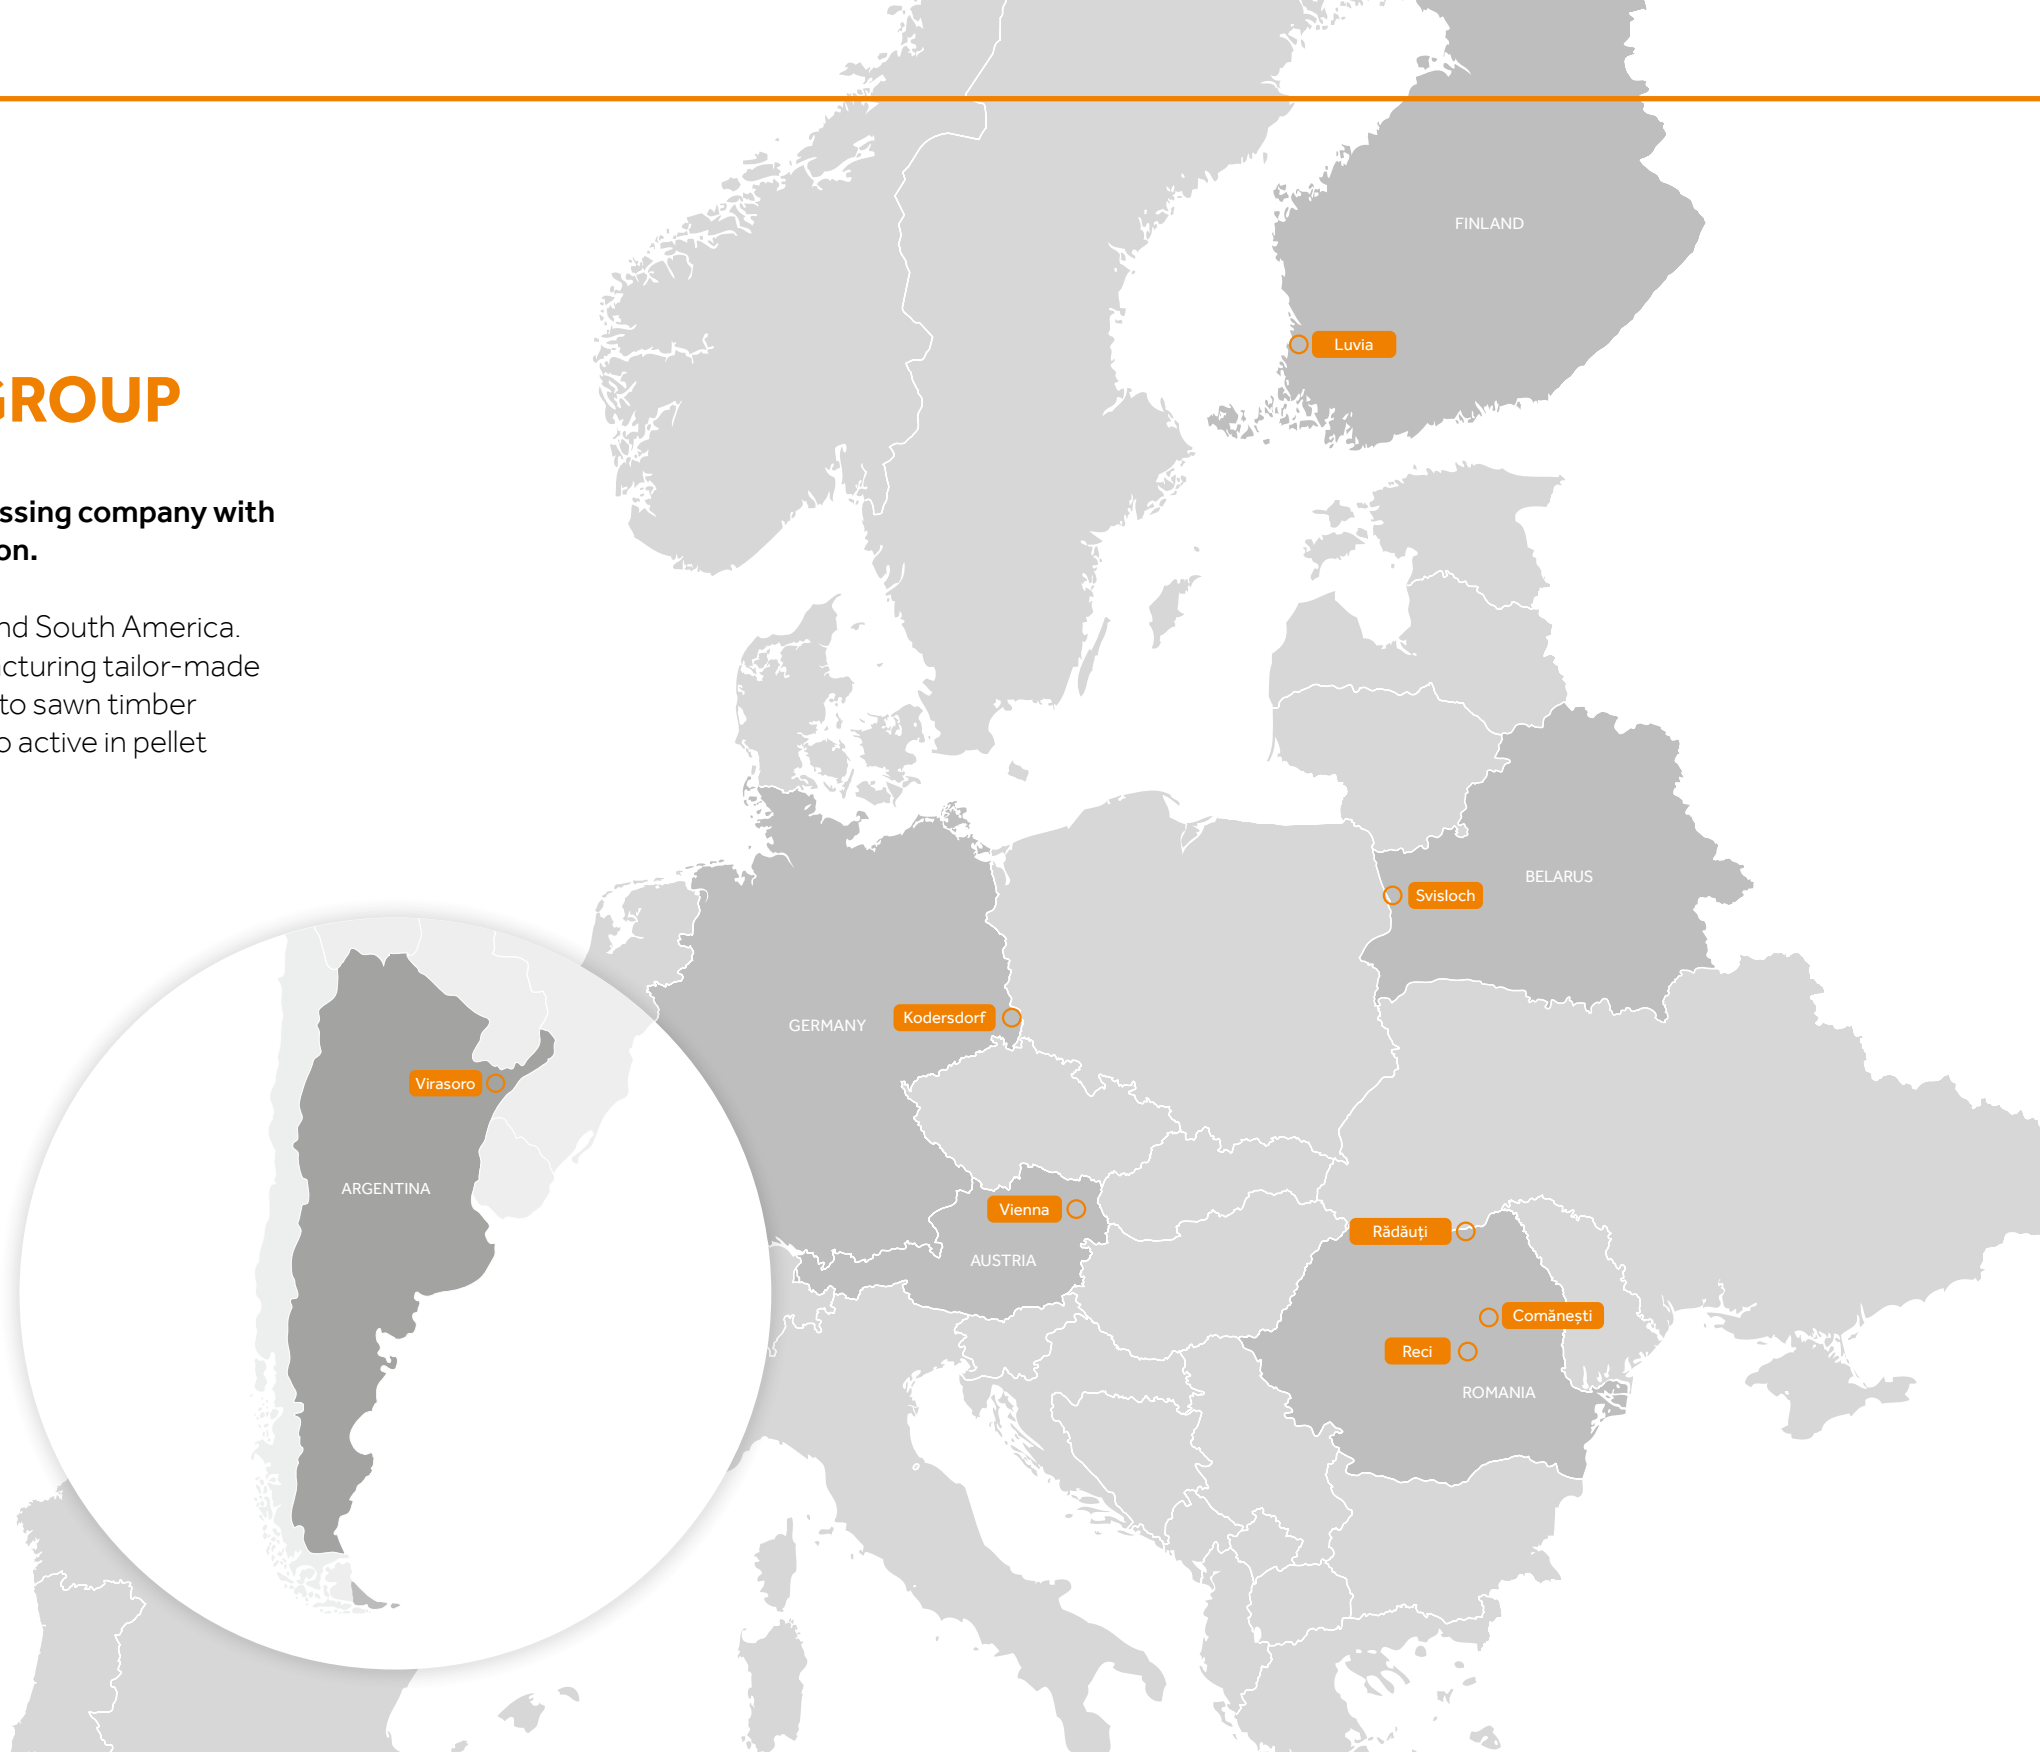 GROUP
ssing company with
on.
nd South America.
cturing tailor-made
to sawn timber
o active in pellet
FINLAND
Luvia
BELARUS
Svisloch
GERMANY
Kodersdorf
Virasoro
ARGENTINA
Vienna
AUSTRIA
Rădăuți
Comănești
Reci
ROMANIA